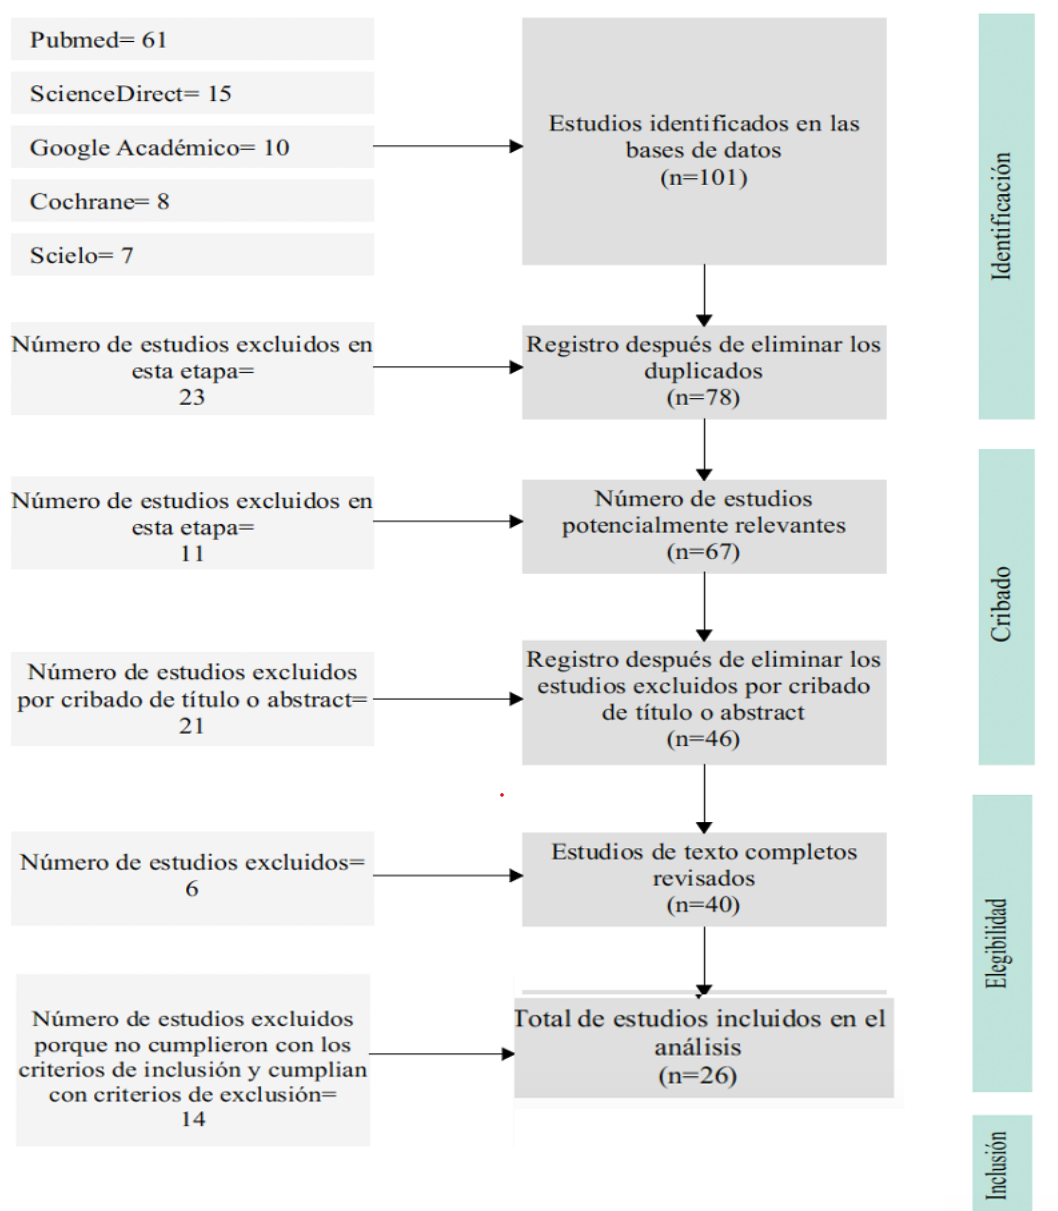 Pubmed= 61
ScienceDirect= 15
Google Académico= 10
Cochrane= 8
Scielo= 7
Estudios identificados en las
bases de datos
(n=101)
Identificación
Número de estudios excluidos en
esta etapa=
23
Registro después de eliminar los
duplicados
(n=78)
Número de estudios excluidos en
esta etapa=
11
Número de estudios
potencialmente relevantes
(n=67)
Cribado
Número de estudios excluidos
por cribado de título o abstract=
21
Registro después de eliminar los
estudios excluidos por cribado
de título o abstract
(n=46)
Número de estudios excluidos=
6
Estudios de texto completos
revisados
(n=40)
Elegibilidad
Número de estudios excluidos
porque no cumplieron con los
criterios de inclusión y cumplian
con criterios de exclusión=
14
Total de estudios incluidos en el
análisis
(n=26)
Inclusión